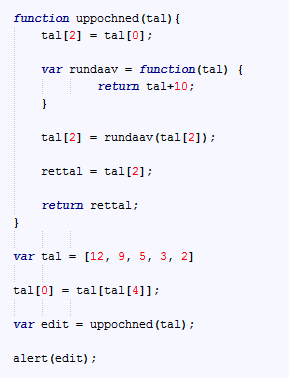 function uppochned(tal){
tal[2] = tal[0];
var rundaav = function(tal) {
return tal+10;
}
tal[2] = rundaav(tal[2]);
rettal = tal[2];
return rettal;
}
var tal = [12, 9, 5, 3, 2]
tal[0] = tal[tal[4]];
var edit = uppochned(tal);
alert(edit);